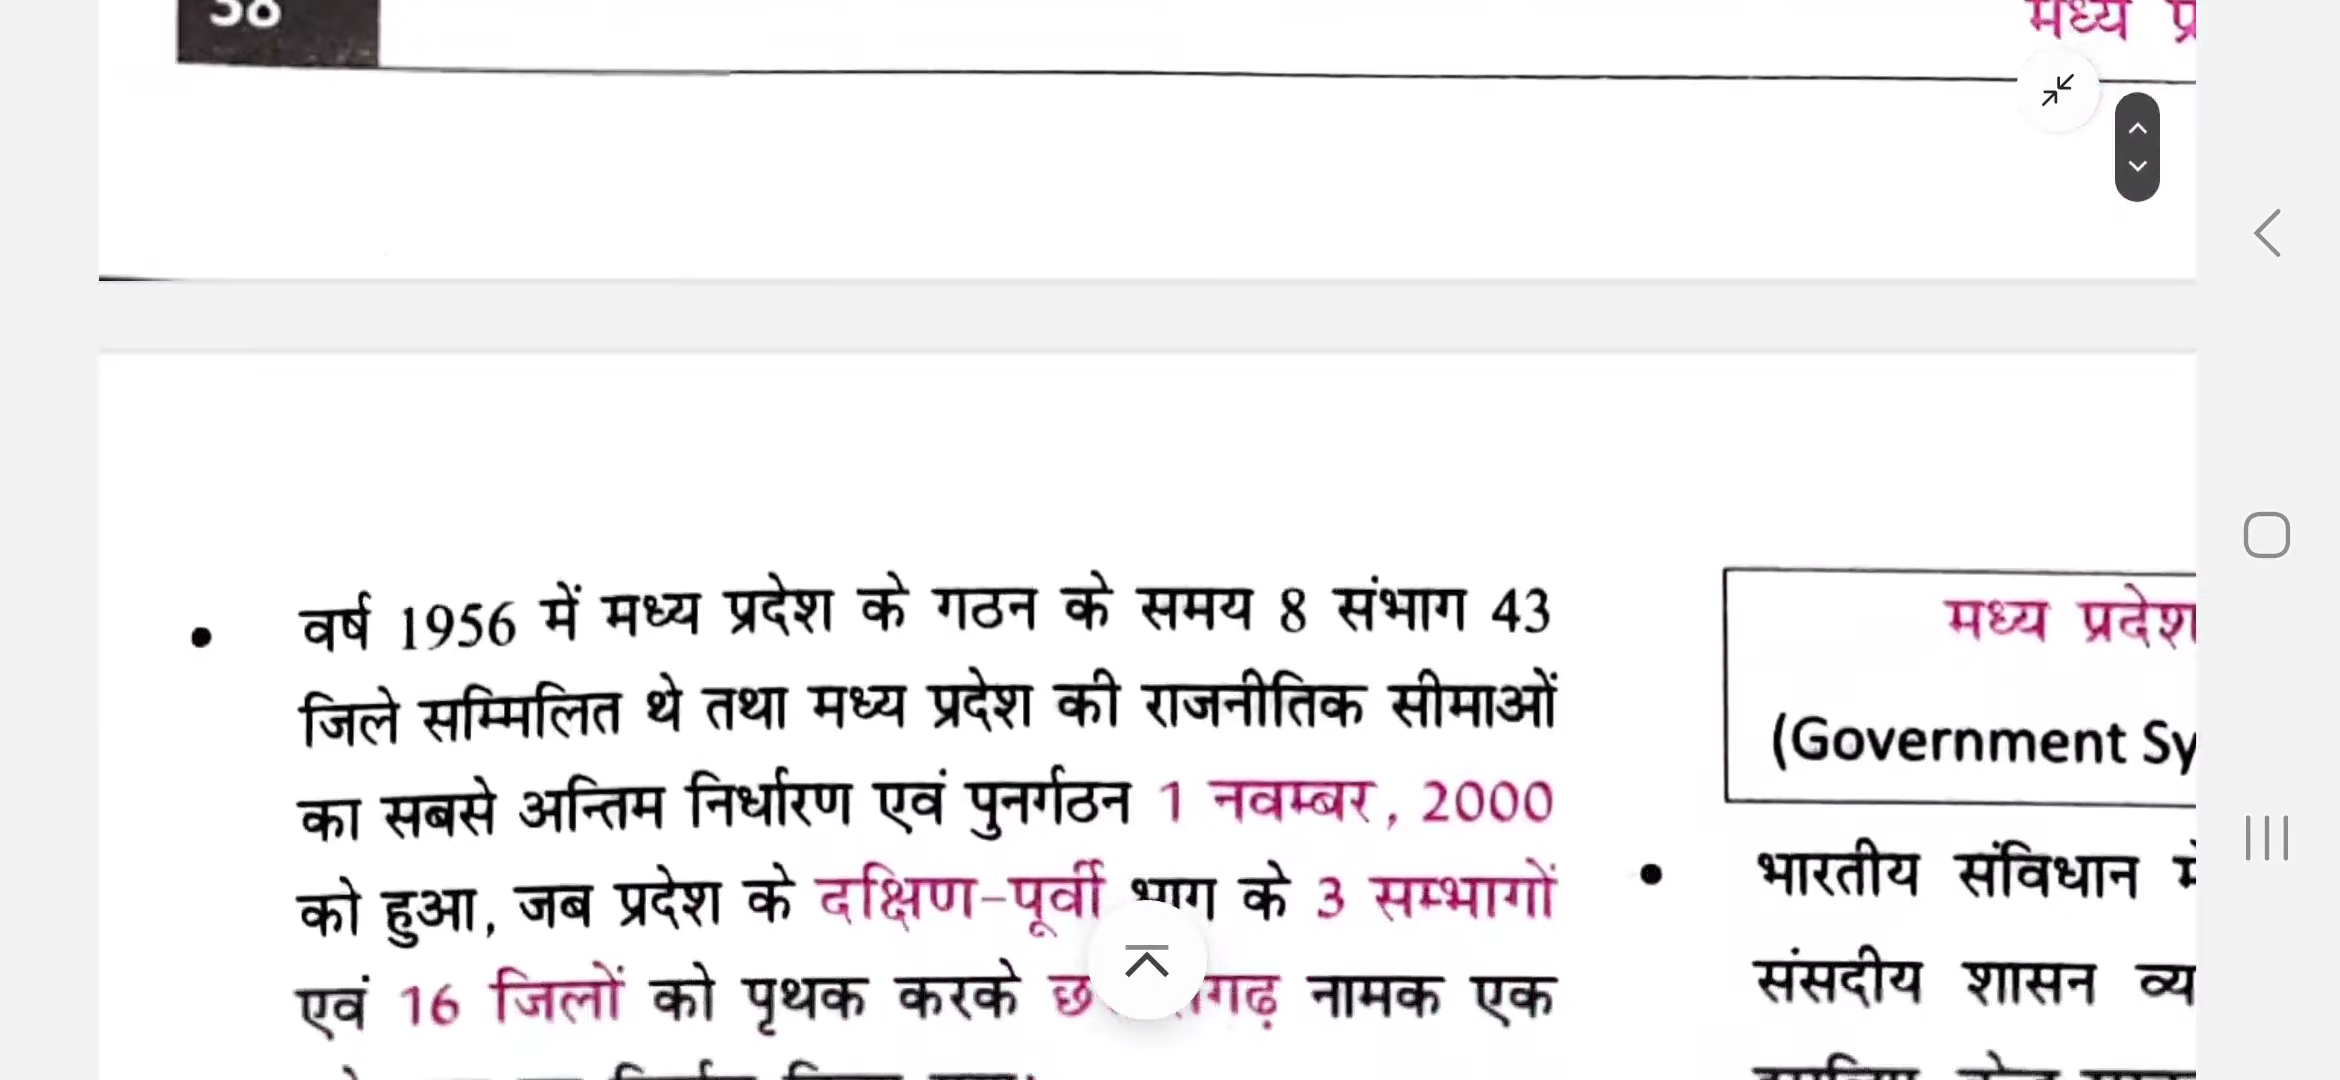 38
मध्य प्र
वर्ष 1956 में मध्य प्रदेश के गठन के समय 8 संभाग 43
जिले सम्मिलित थे तथा मध्य प्रदेश की राजनीतिक सीमाओं
का सबसे अन्तिम निर्धारण एवं पुनर्गठन 1 नवम्बर, 2000
को हुआ, जब प्रदेश के दक्षिण-पूर्वी भाग के 3 सम्भागों
एवं 16 जिलों को पृथक करके नामक एक
मध्य प्रदेश
(Government Sy
भारतीय संविधान
संसदीय शासन व्य